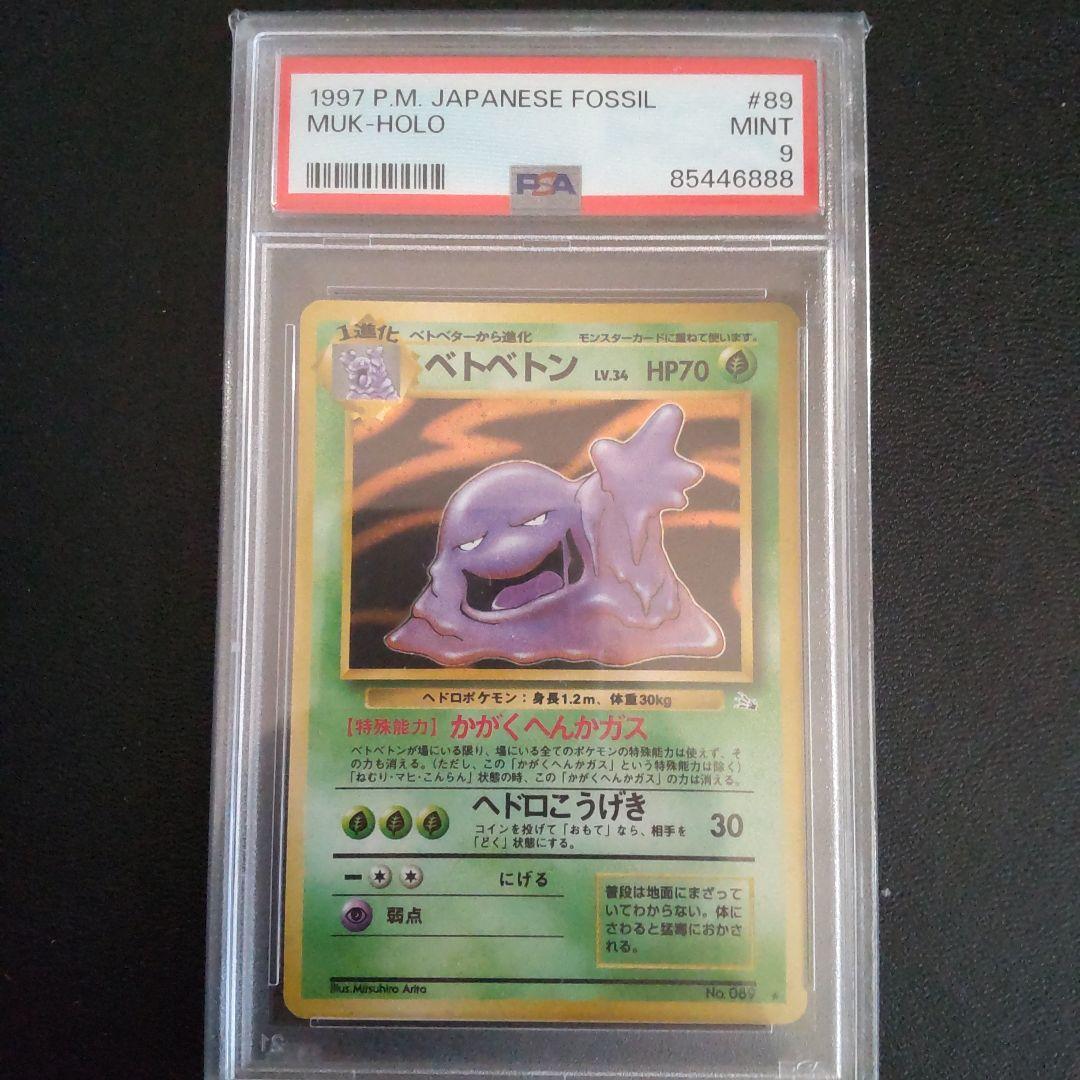 1997 P.M. JAPANESE FOSSIL #89
MUK-HOLO MINT
9
PSA 85446888
1進化 ベトベターから進化 モンスターカードに重ねて使います。
ベトベトン LV.34 HP70
ヘドロポケモン：身長1.2m、体重30kg
【特殊能力】かがくへんかガス
ベトベトンが場にいる限り、場にいる全てのポケモンの特殊能力は使えず、そ
の力も消える。（ただし、この「かがくへんかガス」という特殊能力は除く）
「ねむり・マヒ・こんらん」状態の時、この「かがくへんかガス」の力は消える。
ヘドロこうげき 30
コインを投げて「おもて」なら、相手を
「どく」状態にする。
にげる
弱点
普段は地面にまざって
いてわからない。体に
さわると猛毒におかさ
れる。
Illus.Mitsuhiro Arita No.089